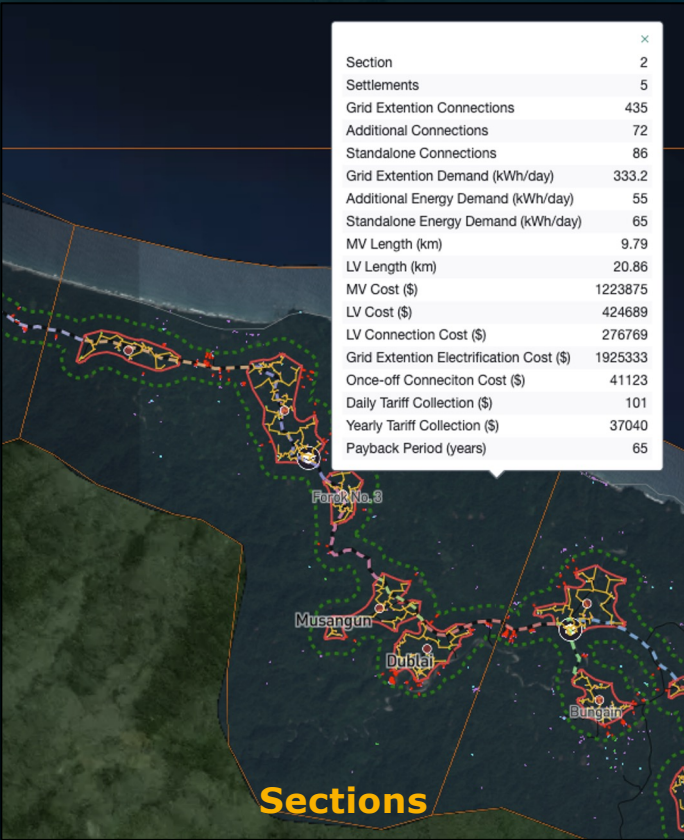 ×
Section 2
Settlements 5
Grid Extention Connections 435
Additional Connections 72
Standalone Connections 86
Grid Extention Demand (kWh/day) 333.2
Additional Energy Demand (kWh/day) 55
Standalone Energy Demand (kWh/day) 65
MV Length (km) 9.79
LV Length (km) 20.86
MV Cost ($) 1223875
LV Cost ($) 424689
LV Connection Cost ($) 276769
Grid Extention Electrification Cost ($) 1925333
Once-off Conneciton Cost ($) 41123
Daily Tariff Collection ($) 101
Yearly Tariff Collection ($) 37040
Payback Period (years) 65
Forok No. 3
Musangun
Dublai
Bungain
Sections